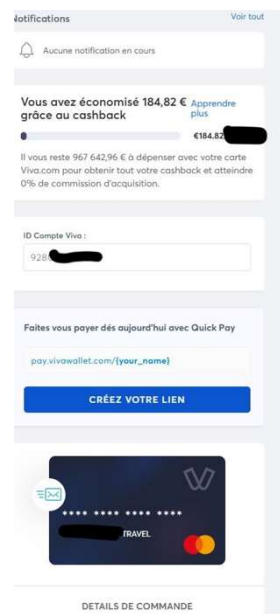 Notifications
Voir tout
Aucune notification en cours
Vous avez économisé 184,82 € grâce au cashback
Apprendre plus
€184.82
Il vous reste 967 642,96 € à dépenser avec votre carte
Viva.com pour obtenir tout votre cashback et atteindre
0% de commission d'acquisition.
ID Compte Viva :
928
Faites vous payer dès aujourd'hui avec Quick Pay
pay.vivawallet.com/{your_name}
CRÉEZ VOTRE LIEN
**** **** **** ****
TRAVEL
DETAILS DE COMMANDE